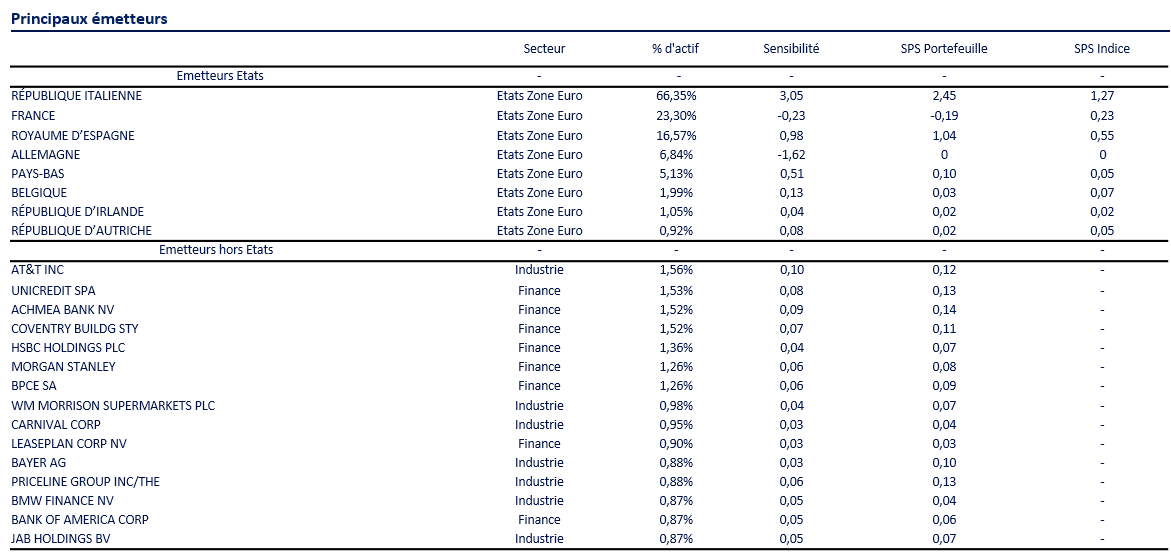 Principaux émetteurs
Secteur % d'actif Sensibilité SPS Portefeuille SPS Indice
Emetteurs Etats - - - - -
RÉPUBLIQUE ITALIENNE Etats Zone Euro 66,35% 3,05 2,45 1,27
FRANCE Etats Zone Euro 23,30% -0,23 -0,19 0,23
ROYAUME D’ESPAGNE Etats Zone Euro 16,57% 0,98 1,04 0,55
ALLEMAGNE Etats Zone Euro 6,84% -1,62 0 0
PAYS-BAS Etats Zone Euro 5,13% 0,51 0,10 0,05
BELGIQUE Etats Zone Euro 1,99% 0,13 0,03 0,07
RÉPUBLIQUE D’IRLANDE Etats Zone Euro 1,05% 0,04 0,02 0,02
RÉPUBLIQUE D’AUTRICHE Etats Zone Euro 0,92% 0,08 0,02 0,05
Emetteurs hors Etats - - - - -
AT&T INC Industrie 1,56% 0,10 0,12 -
UNICREDIT SPA Finance 1,53% 0,08 0,13 -
ACHMEA BANK NV Finance 1,52% 0,09 0,14 -
COVENTRY BUILDG STY Finance 1,52% 0,07 0,11 -
HSBC HOLDINGS PLC Finance 1,36% 0,04 0,07 -
MORGAN STANLEY Finance 1,26% 0,06 0,08 -
BPCE SA Finance 1,26% 0,06 0,09 -
WM MORRISON SUPERMARKETS PLC Industrie 0,98% 0,04 0,07 -
CARNIVAL CORP Industrie 0,95% 0,03 0,04 -
LEASEPLAN CORP NV Finance 0,90% 0,03 0,03 -
BAYER AG Industrie 0,88% 0,03 0,10 -
PRICELINE GROUP INC/THE Industrie 0,88% 0,06 0,13 -
BMW FINANCE NV Industrie 0,87% 0,05 0,04 -
BANK OF AMERICA CORP Finance 0,87% 0,05 0,06 -
JAB HOLDINGS BV Industrie 0,87% 0,05 0,07 -